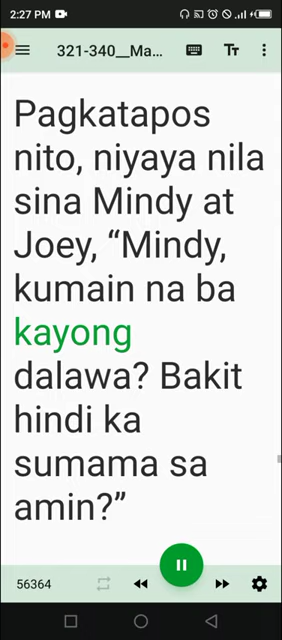 2:27 PM
321-340__Ma...
Tт
Pagkatapos
nito, niyaya nila
sina Mindy at
Joey, “Mindy,
kumain na ba
kayong
dalawa? Bakit
hindi ka
sumama sa
amin?”
56364